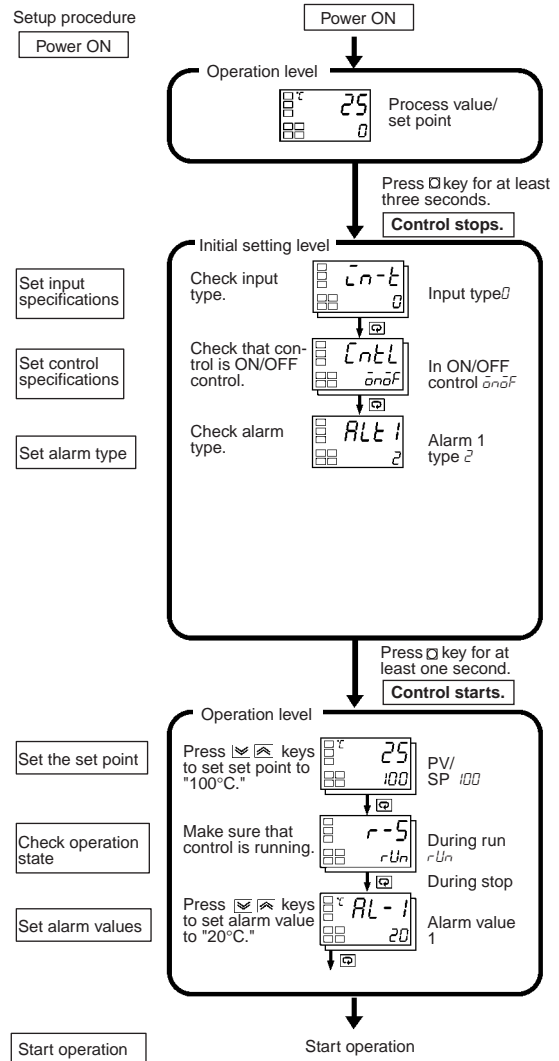 Setup procedure
Power ON
Power ON
Operation level
℃ 25
0
Process value/
set point
Press key for at least
three seconds.
Control stops.
Initial setting level
Set input
specifications
Check input
type.
in-t
0
Input type 0
Set control
specifications
Check that con-
trol is ON/OFF
control.
CntL
onoF
In ON/OFF
control onoF
Set alarm type
Check alarm
type.
ALt1
2
Alarm 1
type 2
Press key for at
least one second.
Control starts.
Operation level
Set the set point
Press keys
to set set point to
"100°C."
℃ 25
100
PV/
SP 100
Check operation
state
Make sure that
control is running.
r-S
rUn
During run
rUn
During stop
Set alarm values
Press keys
to set alarm value
to "20°C."
℃ AL-1
20
Alarm value
1
Start operation
Start operation